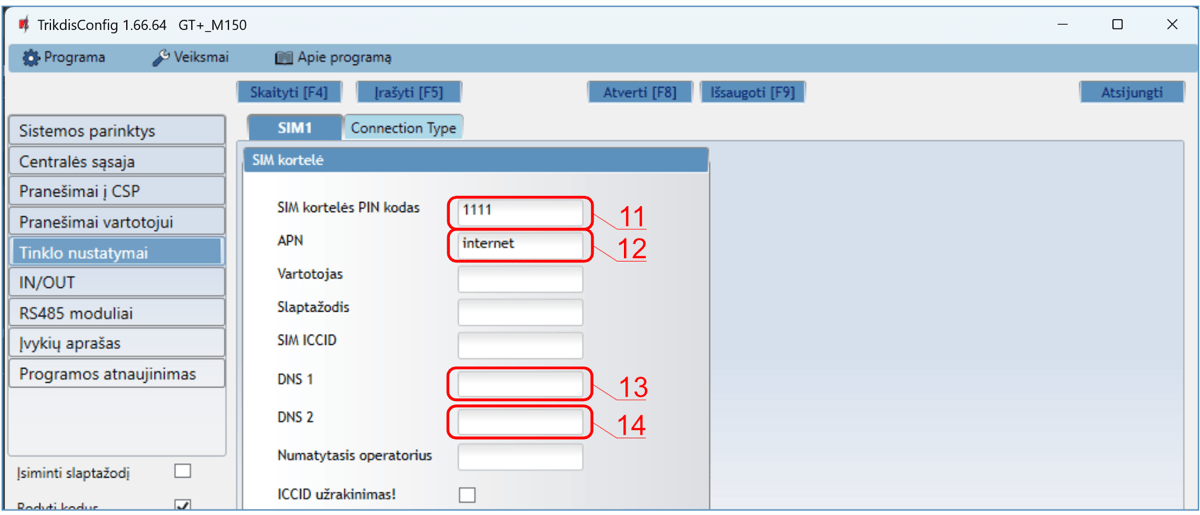 TrikdisConfig 1.66.64 GT+_M150
Programa Veiksmai Apie programą
Skaityti [F4] Įrašyti [F5] Atverti [F8] Išsaugoti [F9] Atsijungti
SIM1 Connection Type
Sistemos parinktys
Centralės sąsaja
Pranešimai į CSP
Pranešimai vartotojui
Tinklo nustatymai
IN/OUT
RS485 moduliai
Įvykių aprašas
Programos atnaujinimas
Įsiminti slaptažodį
Rodyti kodus
SIM kortelė
SIM kortelės PIN kodas 1111 11
APN internet 12
Vartotojas
Slaptažodis
SIM ICCID
DNS 1 13
DNS 2 14
Numatytasis operatorius
ICCID užrakinimas!